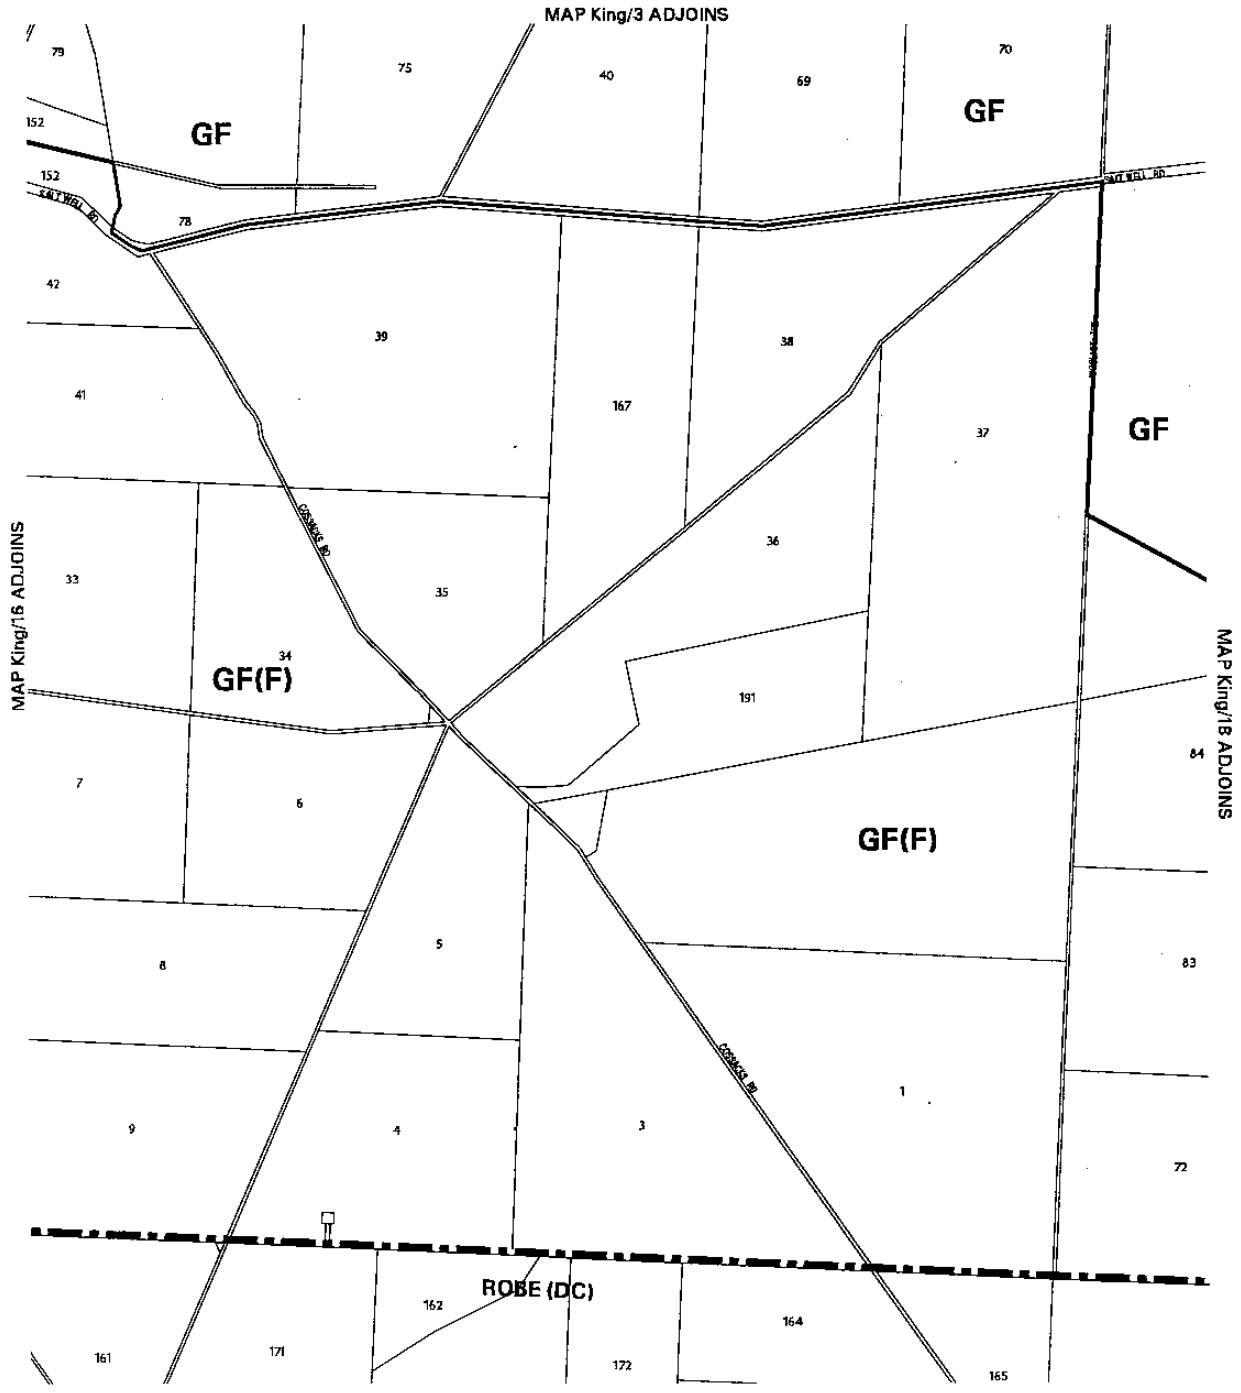 MAP King/3 ADJOINS
79
75
40
69
70
152
GF
GF
152
SALT WELL RD
SALT WELL RD
78
42
39
38
41
167
37
GF
COSSACKS RD
36
MAP King/16 ADJOINS
33
35
34
GF(F)
191
MAP King/18 ADJOINS
84
7
6
GF(F)
5
8
83
COSSACKS RD
1
9
4
3
72
ROBE (DC)
162
164
161
171
172
165